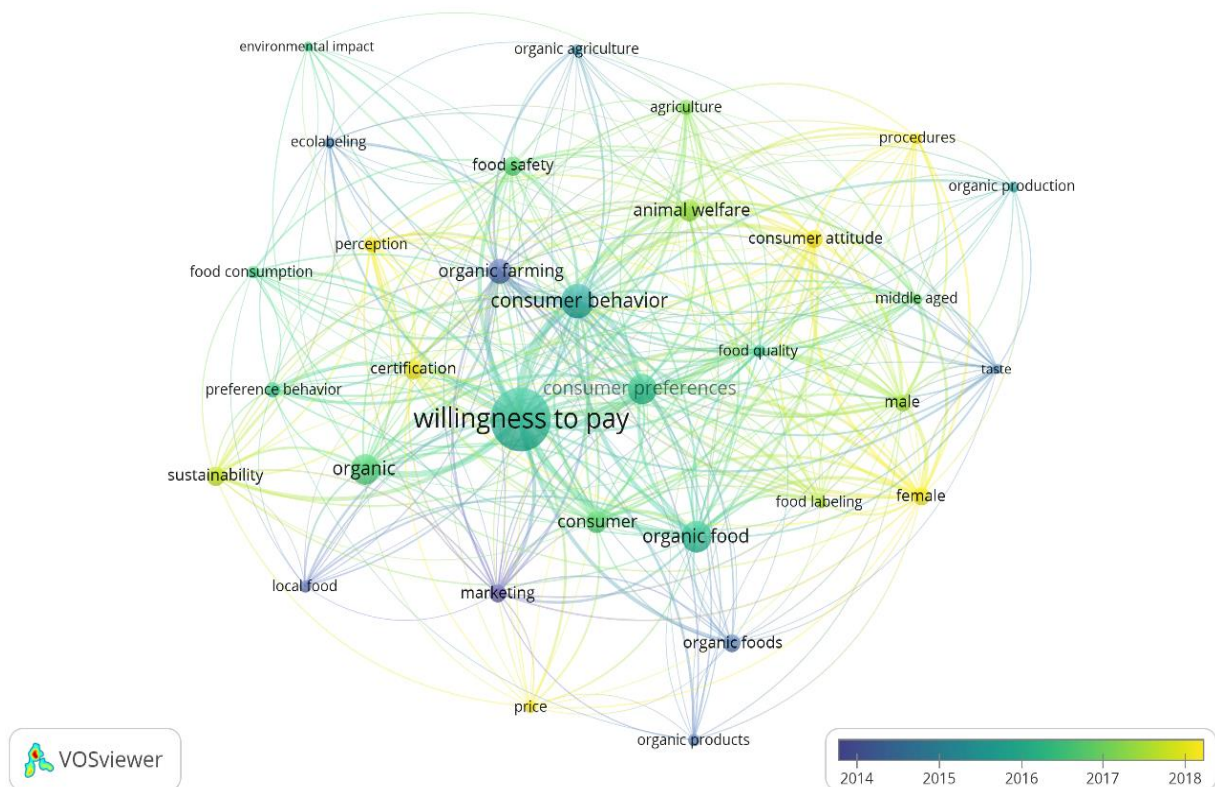 environmental impact
organic agriculture
agriculture
procedures
ecolabeling
food safety
organic production
animal welfare
consumer attitude
perception
food consumption
organic farming
consumer behavior
middle aged
food quality
taste
certification
preference behavior
consumer preferences
male
willingness to pay
sustainability
organic
female
food labeling
consumer
organic food
local food
marketing
organic foods
price
organic products
VOSviewer
2014 2015 2016 2017 2018